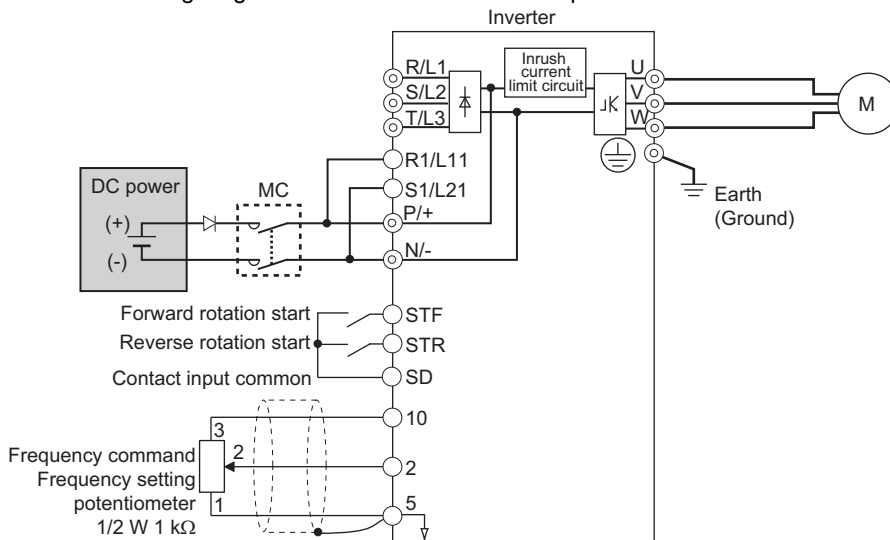 Inverter
R/L1
S/L2
T/L3
Inrush
current
limit circuit
U
V
W
M
R1/L11
S1/L21
DC power
MC
(+)
(-)
P/+
N/-
Earth
(Ground)
Forward rotation start
STF
Reverse rotation start
STR
Contact input common
SD
3
10
Frequency command
2
2
Frequency setting
potentiometer
1
5
1/2 W 1 kΩ